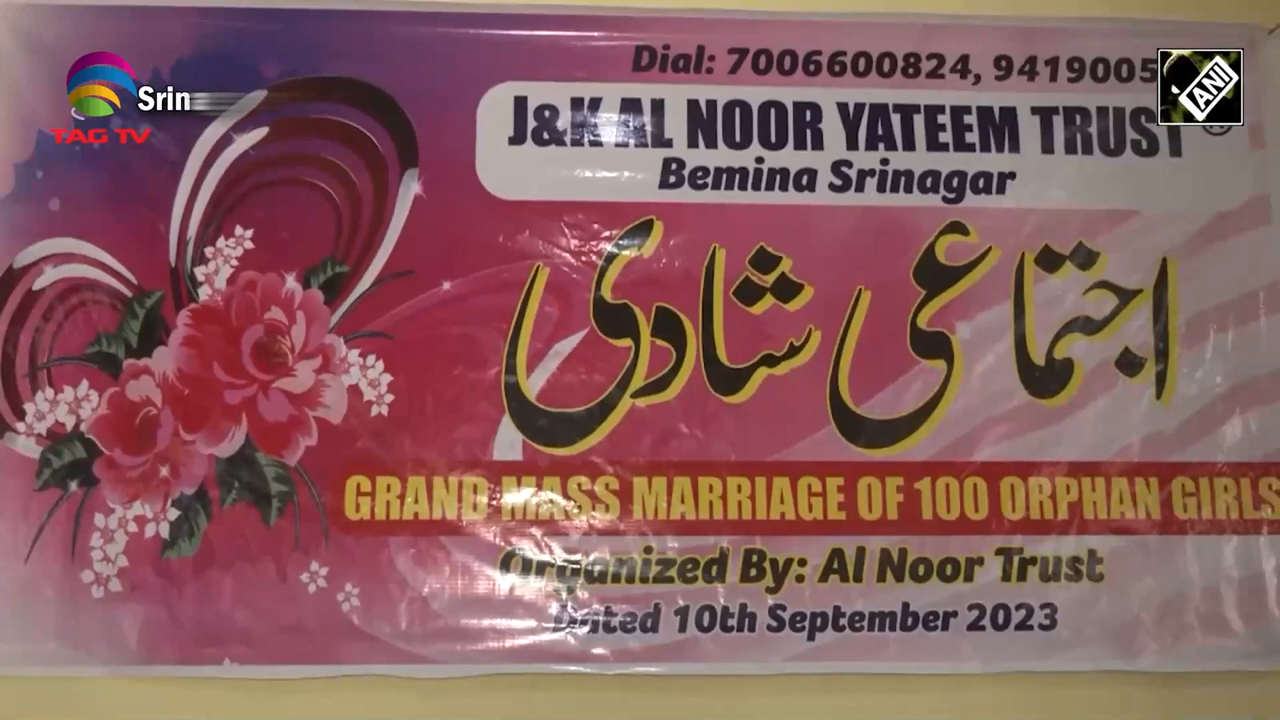 Srin
TAG TV
ANI
Dial: 7006600824, 9419005
J&K AL NOOR YATEEM TRUST ®
Bemina Srinagar
اجتماعی شادی
GRAND MASS MARRIAGE OF 100 ORPHAN GIRLS
Organized By: Al Noor Trust
Dated 10th September 2023